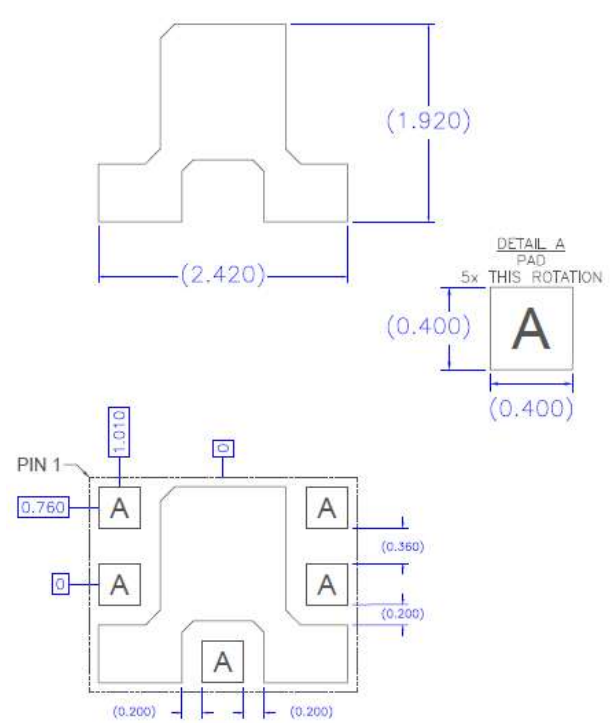 (1.920)
(2.420)
DETAIL A
PAD
5x THIS ROTATION
(0.400)
A
(0.400)
1.010
0
PIN 1
0.760
A
A
(0.360)
0
A
A
(0.200)
A
(0.200)
(0.200)